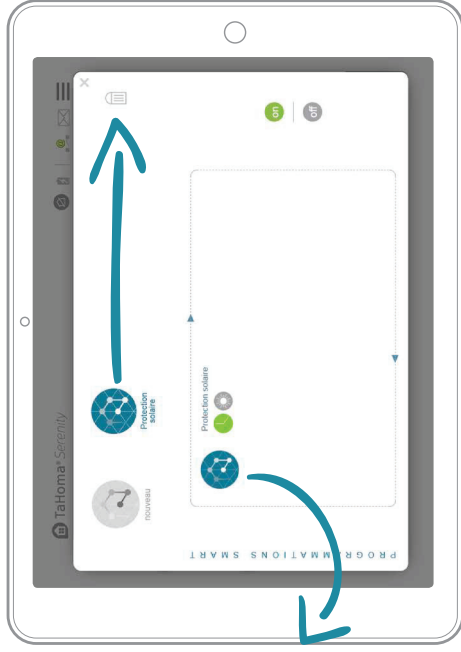 TaHoma® Serenity
@
nouveau
Protection
solaire
PROGRAMMATIONS SMART
Protection solaire
on
off